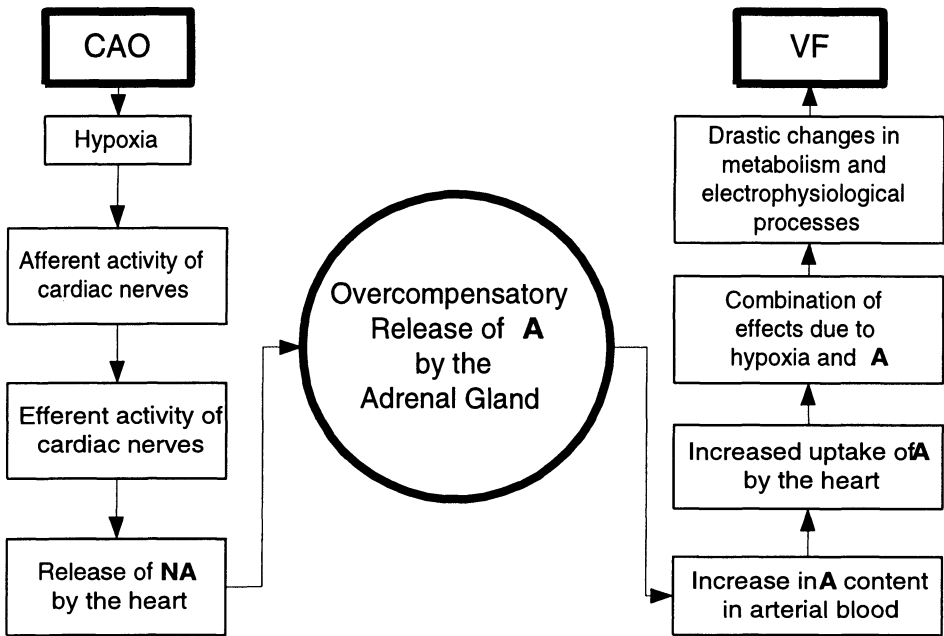 CAO
Hypoxia
Afferent activity of
cardiac nerves
Efferent activity of
cardiac nerves
Release of NA
by the heart
Overcompensatory
Release of A
by the
Adrenal Gland
VF
Drastic changes in
metabolism and
electrophysiological
processes
Combination of
effects due to
hypoxia and A
Increased uptake of A
by the heart
Increase in A content
in arterial blood